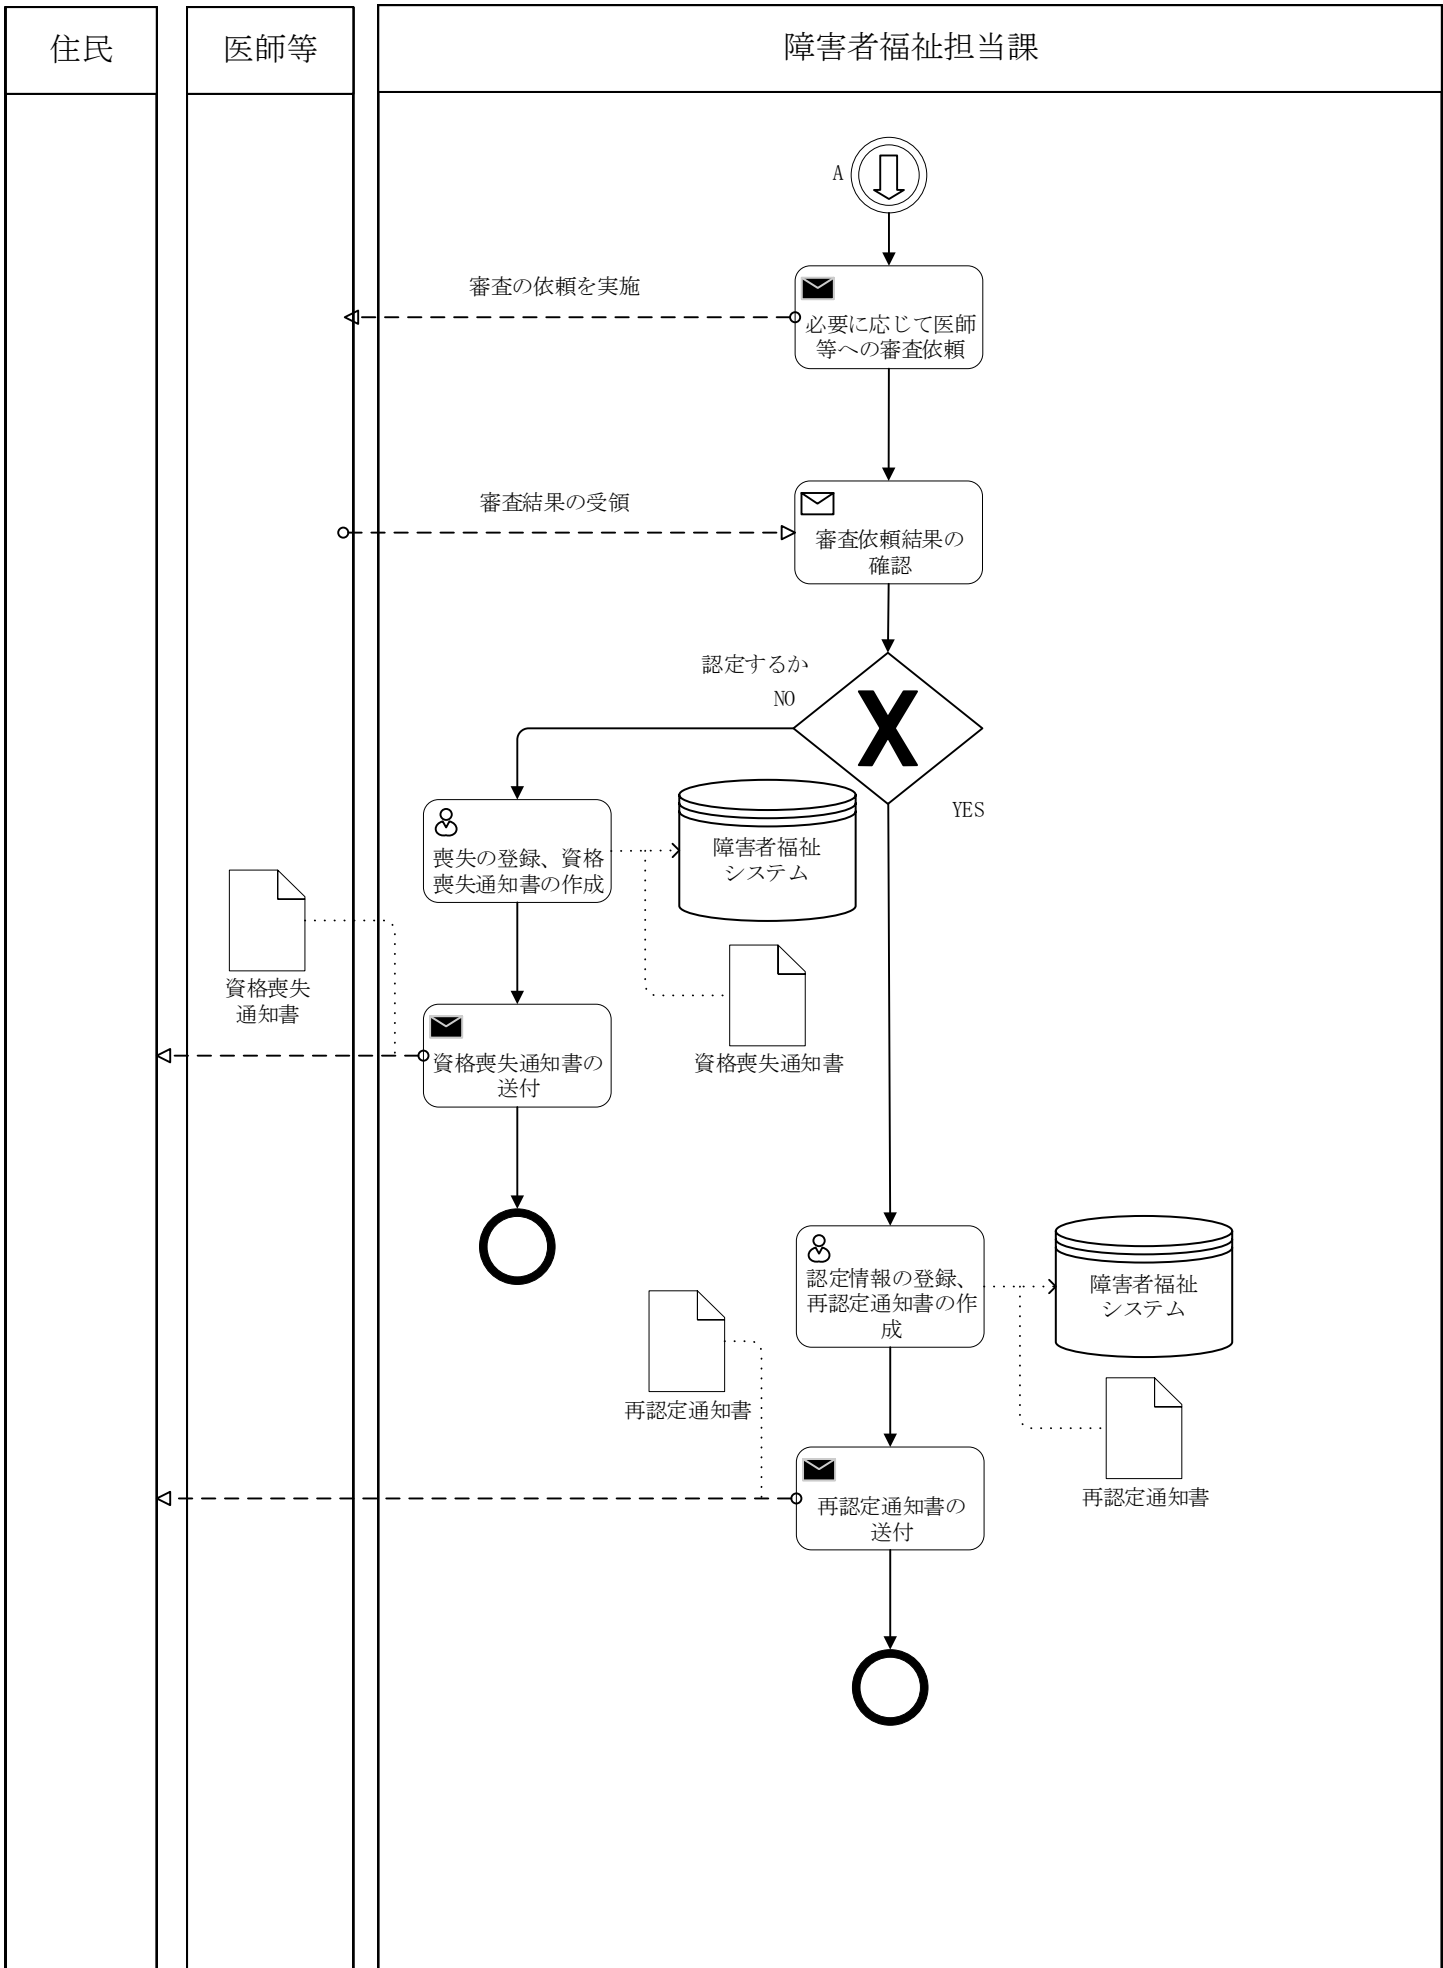 住民
医師等
障害者福祉担当課
A
審査の依頼を実施
必要に応じて医師
等への審査依頼
審査結果の受領
審査依頼結果の
確認
認定するか
NO
YES
喪失の登録、資格
喪失通知書の作成
障害者福祉
システム
資格喪失
通知書
資格喪失通知書
資格喪失通知書の
送付
認定情報の登録、
再認定通知書の作
成
障害者福祉
システム
再認定通知書
再認定通知書
再認定通知書の
送付